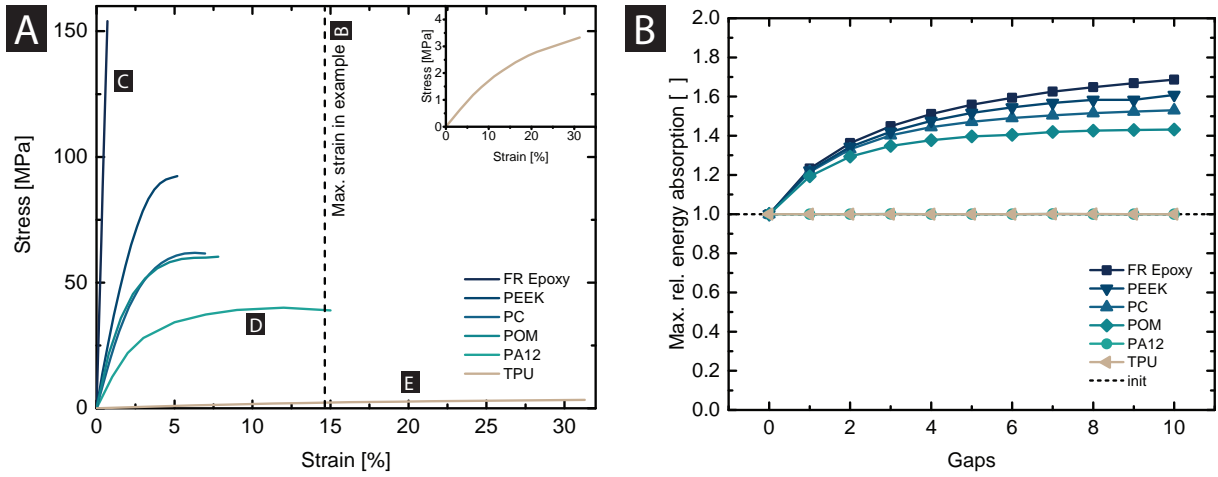 A
Stress [MPa]
150
100
50
0
0 5 10 15 20 25 30
Strain [%]
C
D
E
B
Max. strain in example
FR Epoxy
PEEK
PC
POM
PA12
TPU
Stress [MPa]
4
3
2
1
0
0 10 20 30
Strain [%]
B
Max. rel. energy absorption [ ]
2.0
1.8
1.6
1.4
1.2
1.0
0.8
0.6
0.4
0.2
0.0
0 2 4 6 8 10
Gaps
FR Epoxy
PEEK
PC
POM
PA12
TPU
init